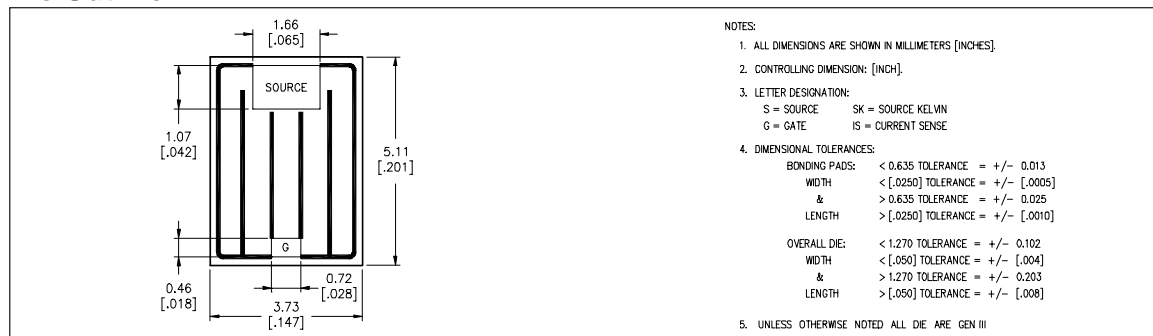 1.66
[.065]
SOURCE
1.07
[.042]
5.11
[.201]
G
0.46
[.018]
0.72
[.028]
3.73
[.147]
NOTES:
1. ALL DIMENSIONS ARE SHOWN IN MILLIMETERS [INCHES].
2. CONTROLLING DIMENSION: [INCH].
3. LETTER DESIGNATION:
S = SOURCE SK = SOURCE KELVIN
G = GATE IS = CURRENT SENSE
4. DIMENSIONAL TOLERANCES:
BONDING PADS: < 0.635 TOLERANCE = +/- 0.013
WIDTH < [.0250] TOLERANCE = +/- [.0005]
& > 0.635 TOLERANCE = +/- 0.025
LENGTH > [.0250] TOLERANCE = +/- [.0010]
OVERALL DIE: < 1.270 TOLERANCE = +/- 0.102
WIDTH < [.050] TOLERANCE = +/- [.004]
& > 1.270 TOLERANCE = +/- 0.203
LENGTH > [.050] TOLERANCE = +/- [.008]
5. UNLESS OTHERWISE NOTED ALL DIE ARE GEN III